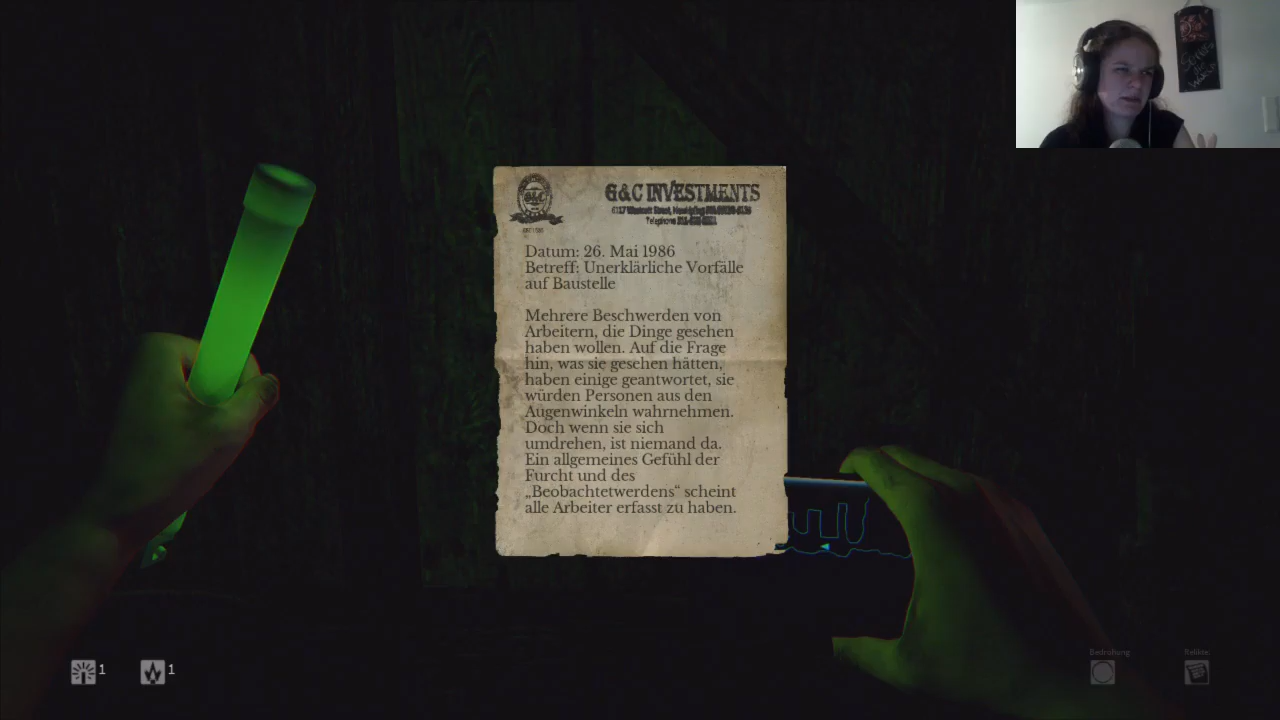 G&C INVESTMENTS
Datum: 26. Mai 1986
Betreff: Unerklärliche Vorfälle
auf Baustelle
Mehrere Beschwerden von
Arbeitern, die Dinge gesehen
haben wollen. Auf die Frage
hin, was sie gesehen hätten,
haben einige geantwortet, sie
würden Personen aus den
Augenwinkeln wahrnehmen.
Doch wenn sie sich
umdrehen, ist niemand da.
Ein allgemeines Gefühl der
Furcht und des
„Beobachtetwerdens“ scheint
alle Arbeiter erfasst zu haben.
1
1
Bedrohung
Relikte: